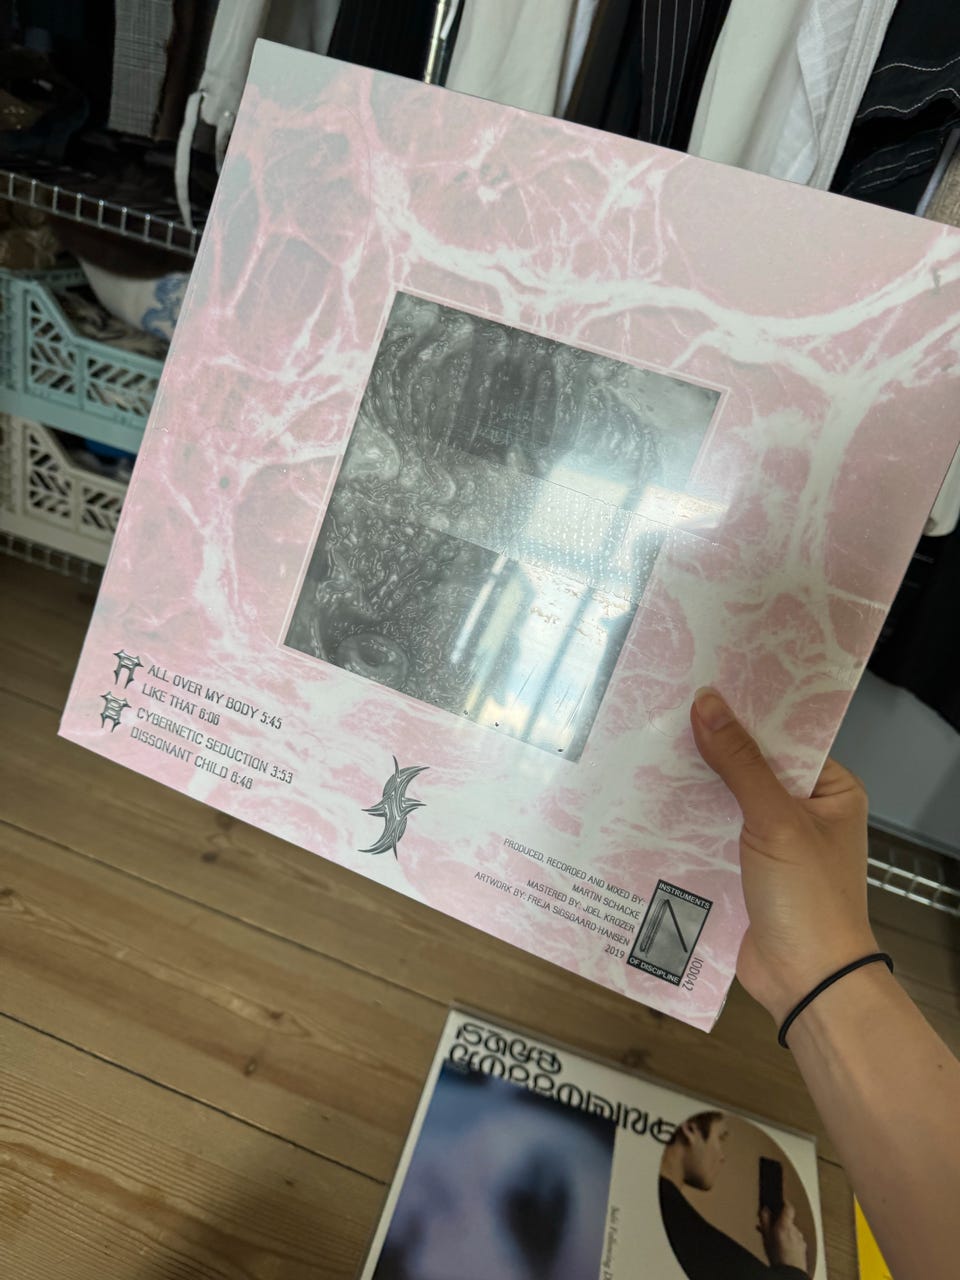 A
ALL OVER MY BODY 5:45
LIKE THAT 6:06
B
CYBERNETIC SEDUCTION 3:53
DISSONANT CHILD 6:46
PRODUCED, RECORDED AND MIXED BY:
MARTIN SCHACKE
MASTERED BY: JOEL KROZER
ARTWORK BY: FREJA SIGSGAARD-HANSEN
2019
INSTRUMENTS
OF DISCIPLINE
IOD042